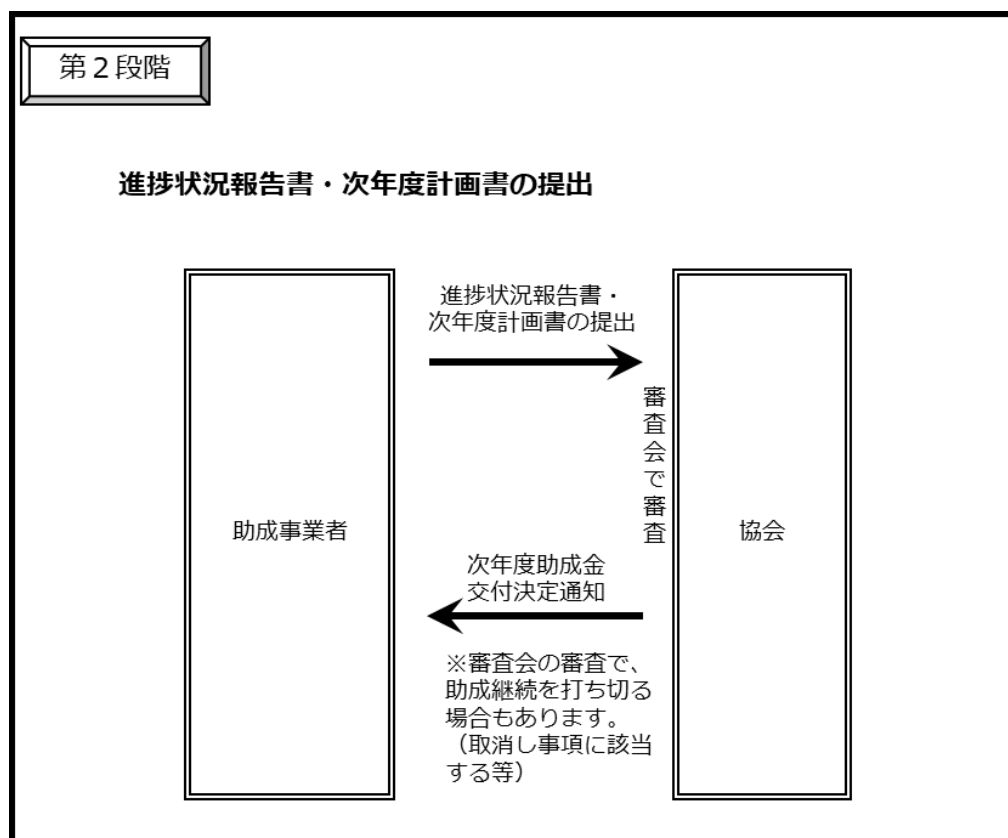 第２段階
進捗状況報告書・次年度計画書の提出
進捗状況報告書・
次年度計画書の提出
審査会で審査
助成事業者
協会
次年度助成金
交付決定通知
※審査会の審査で、
助成継続を打ち切る
場合もあります。
（取消し事項に該当
する等）